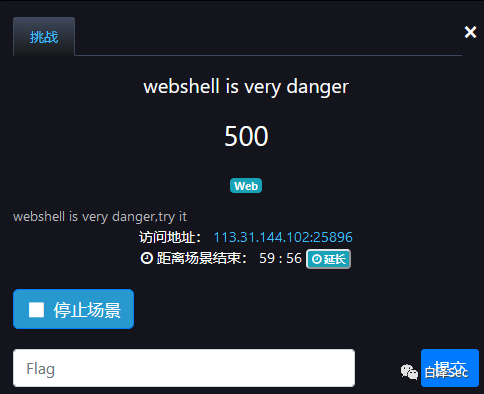 挑战
×
webshell is very danger
500
Web
webshell is very danger,try it
访问地址： 113.31.144.102:25896
距离场景结束： 59 : 56 延长
停止场景
Flag
提交
白泽Sec